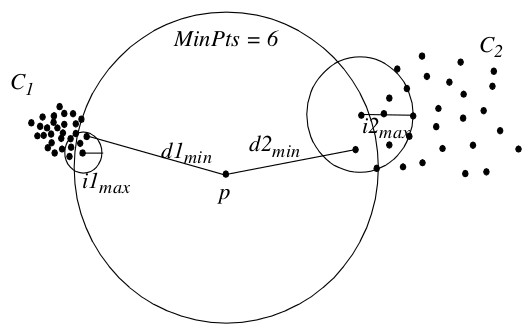 MinPts = 6
C2
C1
i2max
d1min
d2min
i1max
p